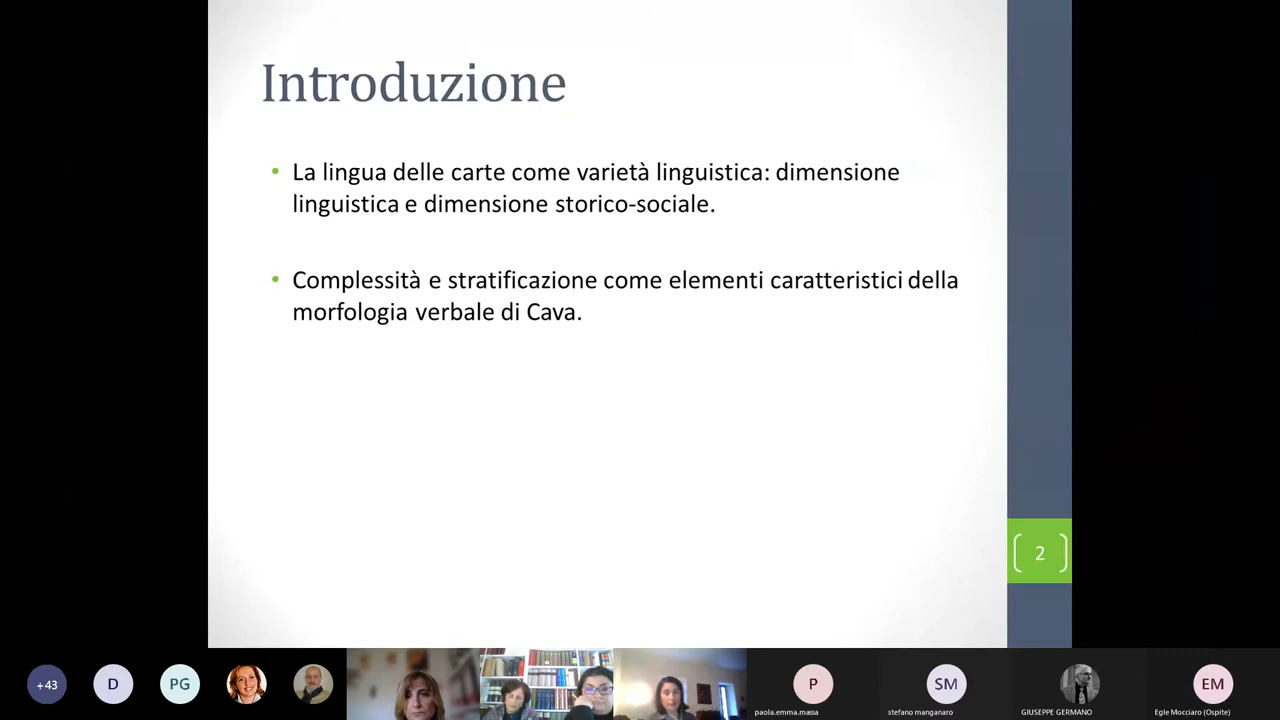 Introduzione
La lingua delle carte come varietà linguistica: dimensione
linguistica e dimensione storico-sociale.
Complessità e stratificazione come elementi caratteristici della
morfologia verbale di Cava.
2
+43
D
PG
P
paola.emma.massa
SM
stefano manganaro
GIUSEPPE GERMANO
EM
Egle Mocciaro (Ospite)